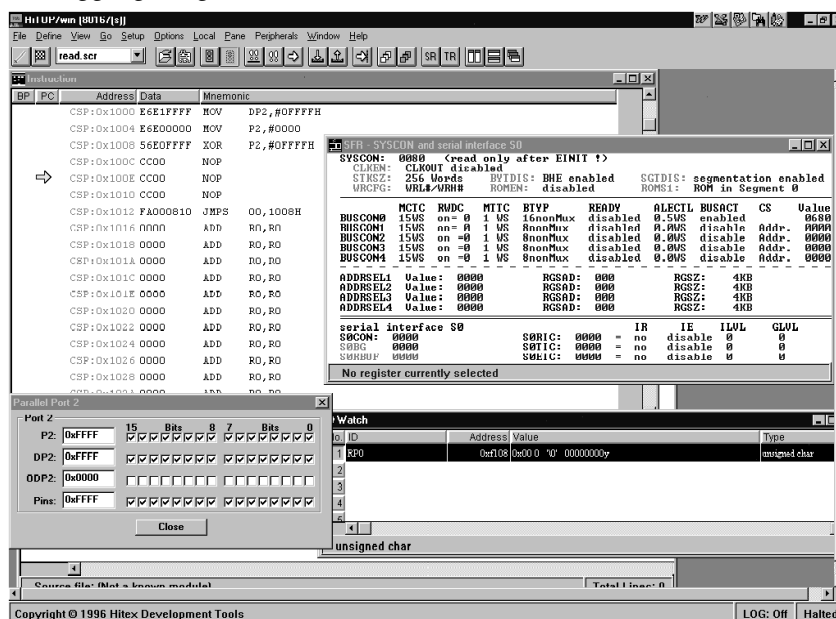 HiTOP/win [80167(s)]
File Define View Go Setup Options Local Pane Peripherals Window Help
read.scr
SR TR
Instruction
BP PC Address Data Mnemonic
CSP:0x1000 E6E1FFFF MOV DP2,#0FFFFH
CSP:0x1004 E6E00000 MOV P2,#0000
CSP:0x1008 56E0FFFF XOR P2,#0FFFFH
CSP:0x100C CC00 NOP
CSP:0x100E CC00 NOP
CSP:0x1010 CC00 NOP
CSP:0x1012 FA000810 JMPS 00,1008H
CSP:0x1016 0000 ADD R0,R0
CSP:0x1018 0000 ADD R0,R0
CSP:0x101A 0000 ADD R0,R0
CSP:0x101C 0000 ADD R0,R0
CSP:0x101E 0000 ADD R0,R0
CSP:0x1020 0000 ADD R0,R0
CSP:0x1022 0000 ADD R0,R0
CSP:0x1024 0000 ADD R0,R0
CSP:0x1026 0000 ADD R0,R0
CSP:0x1028 0000 ADD R0,R0
SFR - SYSCON and serial interface S0
SYSCON: 0080 (read only after EINIT !)
CLKEN: CLKOUT disabled
STKSZ: 256 Words BYTDIS: BHE enabled SGTDIS: segmentation enabled
WRCFG: WRL#/WRH# ROMEN: disabled ROMS1: ROM in Segment 0
MCTC RWDC MTTC BTYP READY ALECTL BUSACT CS Value
BUSCON0 15WS on= 0 1 WS 16nonMux disabled 0.5WS enabled 0680
BUSCON1 15WS on= 0 1 WS 8nonMux disabled 0.0WS disable Addr. 0000
BUSCON2 15WS on =0 1 WS 8nonMux disabled 0.0WS disable Addr. 0000
BUSCON3 15WS on =0 1 WS 8nonMux disabled 0.0WS disable Addr. 0000
BUSCON4 15WS on =0 1 WS 8nonMux disabled 0.0WS disable Addr. 0000
ADDRSEL1 Value: 0000 RGSAD: 000 RGSZ: 4KB
ADDRSEL2 Value: 0000 RGSAD: 000 RGSZ: 4KB
ADDRSEL3 Value: 0000 RGSAD: 000 RGSZ: 4KB
ADDRSEL4 Value: 0000 RGSAD: 000 RGSZ: 4KB
serial interface S0 IR IE ILVL GLVL
S0CON: 0000 S0RIC: 0000 = no disable 0 0
S0BG 0000 S0TIC: 0000 = no disable 0 0
S0RBUF 0000 S0EIC: 0000 = no disable 0 0
No register currently selected
Parallel Port 2
Port 2
15 Bits 8 7 Bits 0
P2: 0xFFFF
DP2: 0xFFFF
ODP2: 0x0000
Pins: 0xFFFF
Close
Watch
No. ID Address Value Type
1 RP0 0xf108 0x00 0 '\0' 00000000y unsigned char
2
3
4
5
unsigned char
Source file: (Not a known module) Total Lines: 0
Copyright © 1996 Hitex Development Tools LOG: Off Halted